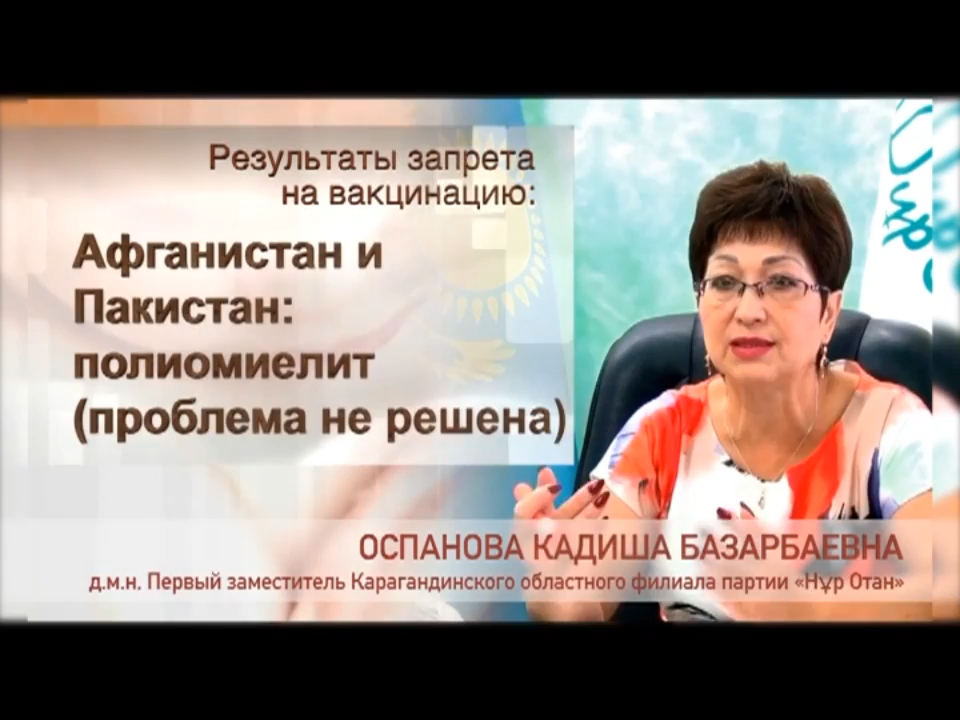 Результаты запрета
на вакцинацию:
Афганистан и
Пакистан:
полиомиелит
(проблема не решена)
ОСПАНОВА КАДИША БАЗАРБАЕВНА
д.м.н. Первый заместитель Карагандинского областного филиала партии «Нұр Отан»